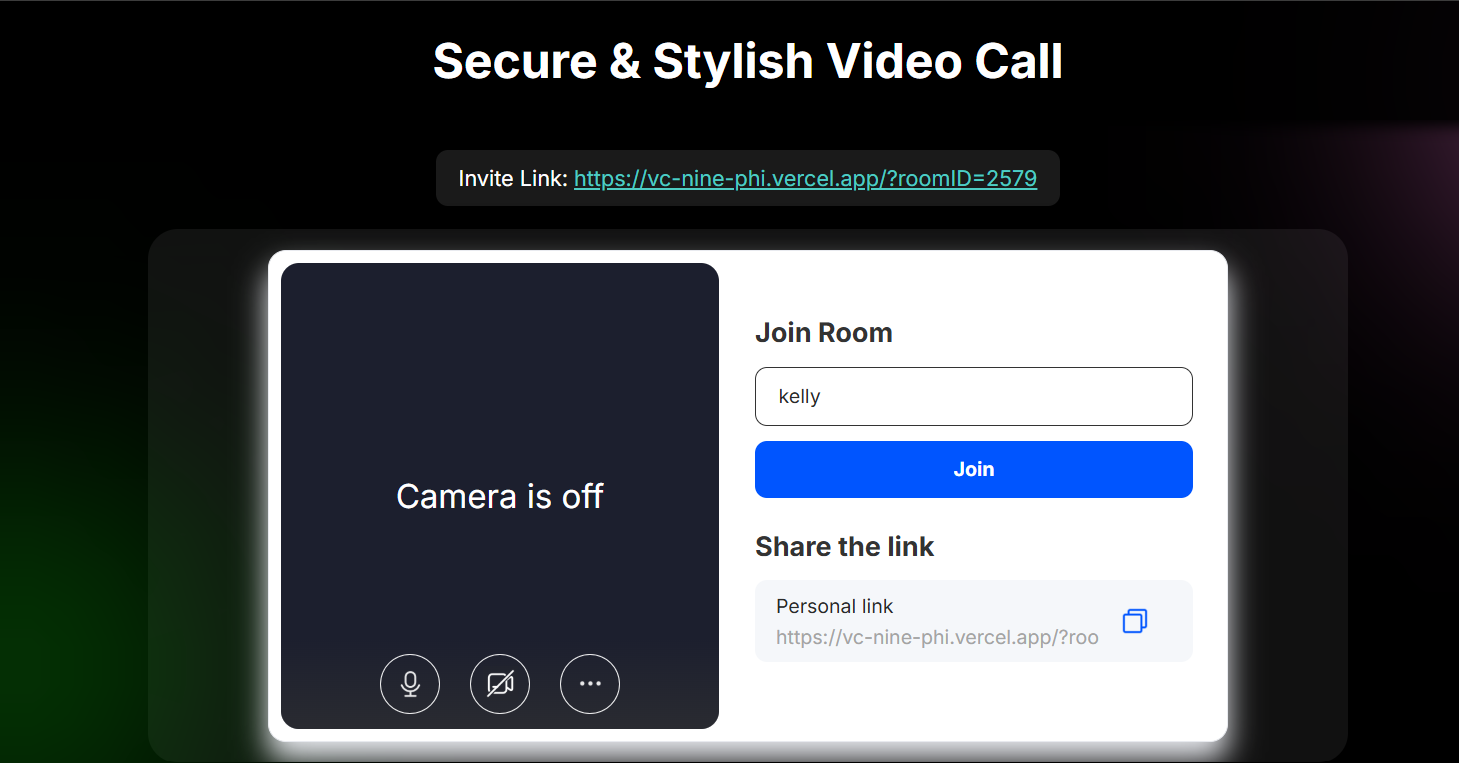 Secure & Stylish Video Call
Invite Link: https://vc-nine-phi.vercel.app/?roomID=2579
Camera is off
Join Room
kelly
Join
Share the link
Personal link
https://vc-nine-phi.vercel.app/?roo